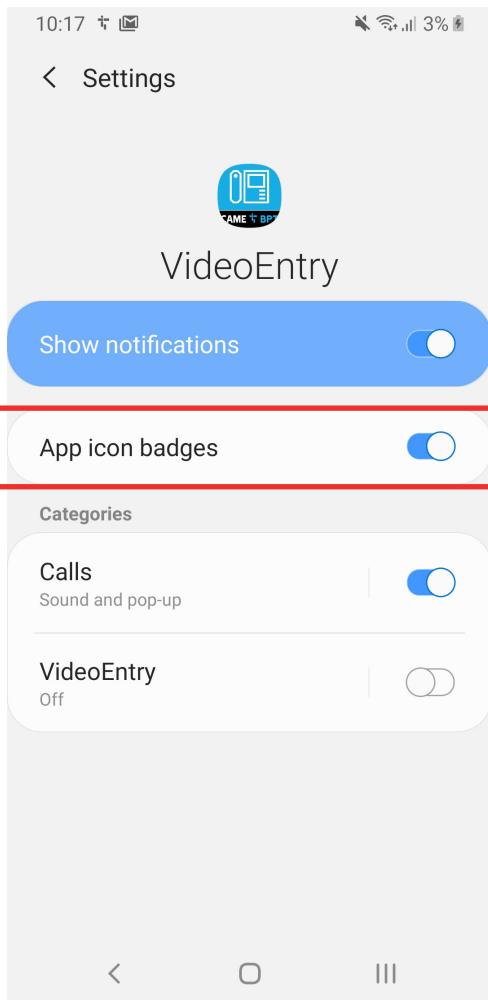 10:17 3%
Settings
CAME BPT
VideoEntry
Show notifications
App icon badges
Categories
Calls
Sound and pop-up
VideoEntry
Off